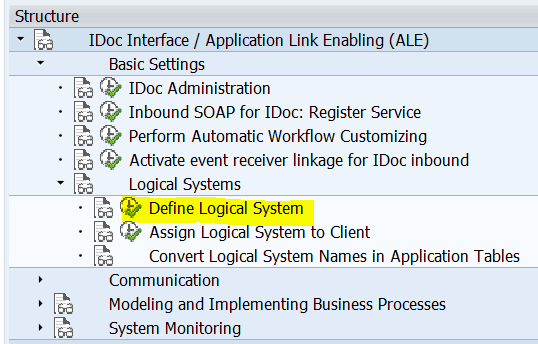 Structure
IDoc Interface / Application Link Enabling (ALE)
Basic Settings
IDoc Administration
Inbound SOAP for IDoc: Register Service
Perform Automatic Workflow Customizing
Activate event receiver linkage for IDoc inbound
Logical Systems
Define Logical System
Assign Logical System to Client
Convert Logical System Names in Application Tables
Communication
Modeling and Implementing Business Processes
System Monitoring